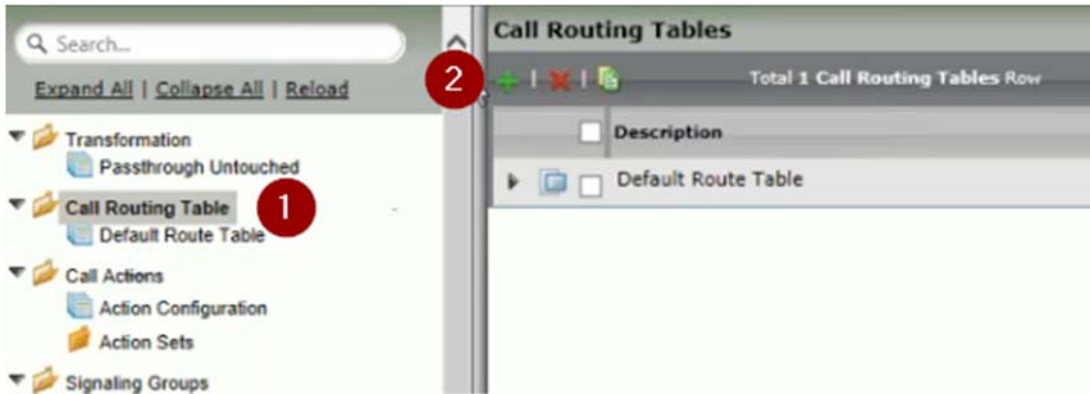 Search...
Expand All | Collapse All | Reload
Transformation
Passthrough Untouched
Call Routing Table
1
Default Route Table
Call Actions
Action Configuration
Action Sets
Signaling Groups
Call Routing Tables
2
Total 1 Call Routing Tables Row
Description
Default Route Table